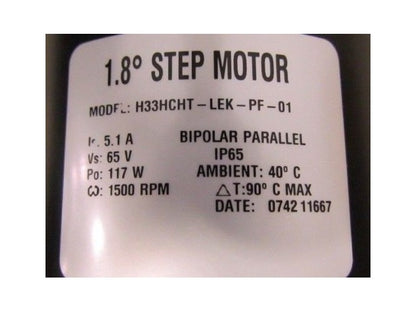 1.8° STEP MOTOR
MODEL: H33HCHT-LEK-PF-01
5.1 A BIPOLAR PARALLEL
Vs: 65 V IP65
Po: 117 W AMBIENT: 40° C
ω: 1500 RPM △T: 90° C MAX
DATE: 0742 11667